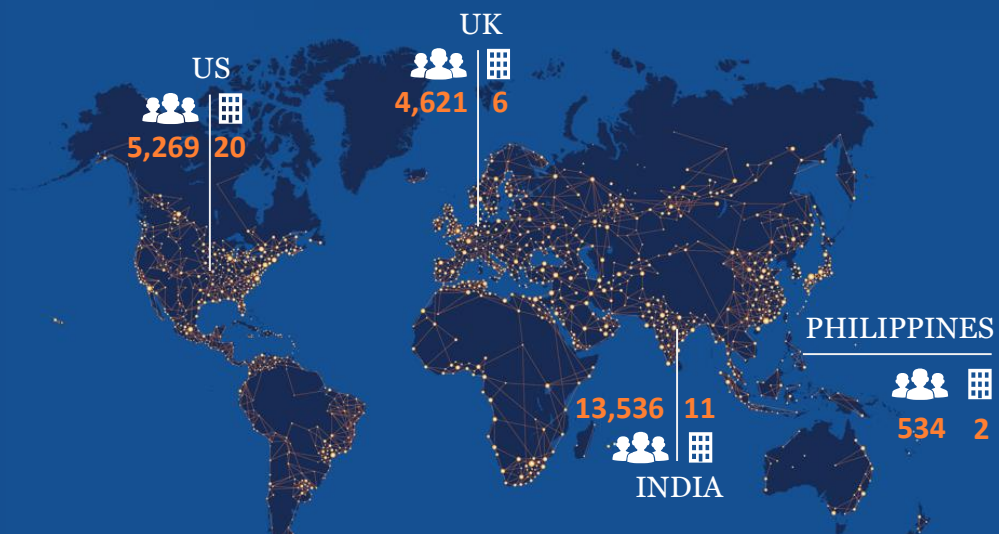 UK
4,621 6
US
5,269 20
PHILIPPINES
534 2
13,536 11
INDIA